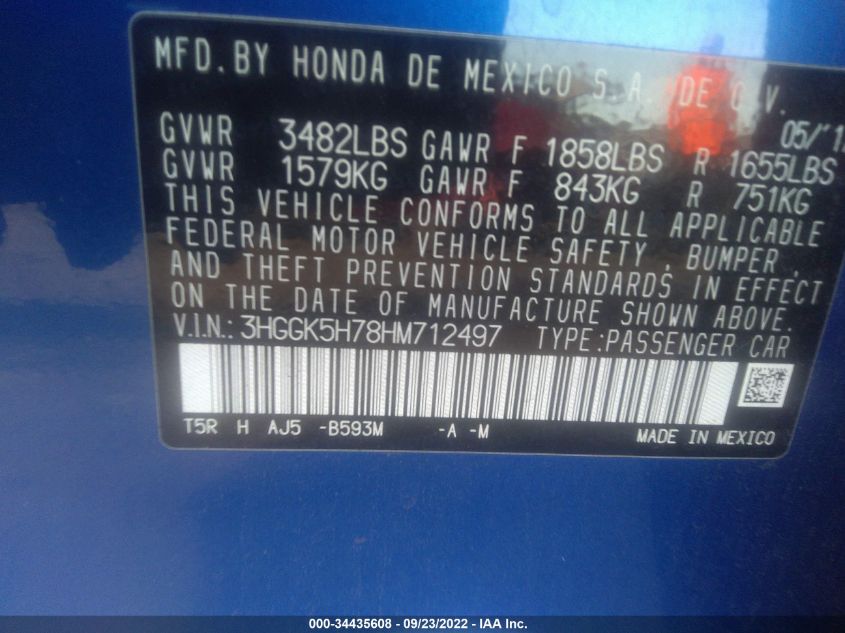 MFD.BY HONDA DE MEXICO S.A. DE C.V.
GVWR 3482LBS GAWR F 1858LBS R 1655LBS
GVWR 1579KG GAWR F 843KG R 751KG
THIS VEHICLE CONFORMS TO ALL APPLICABLE
FEDERAL MOTOR VEHICLE SAFETY, BUMPER,
AND THEFT PREVENTION STANDARDS IN EFFECT
ON THE DATE OF MANUFACTURE SHOWN ABOVE.
V.I.N.: 3HGGK5H78HM712497 TYPE:PASSENGER CAR
T5R H AJ5 -B593M -A -M
MADE IN MEXICO
000-34435608 - 09/23/2022 - IAA Inc.